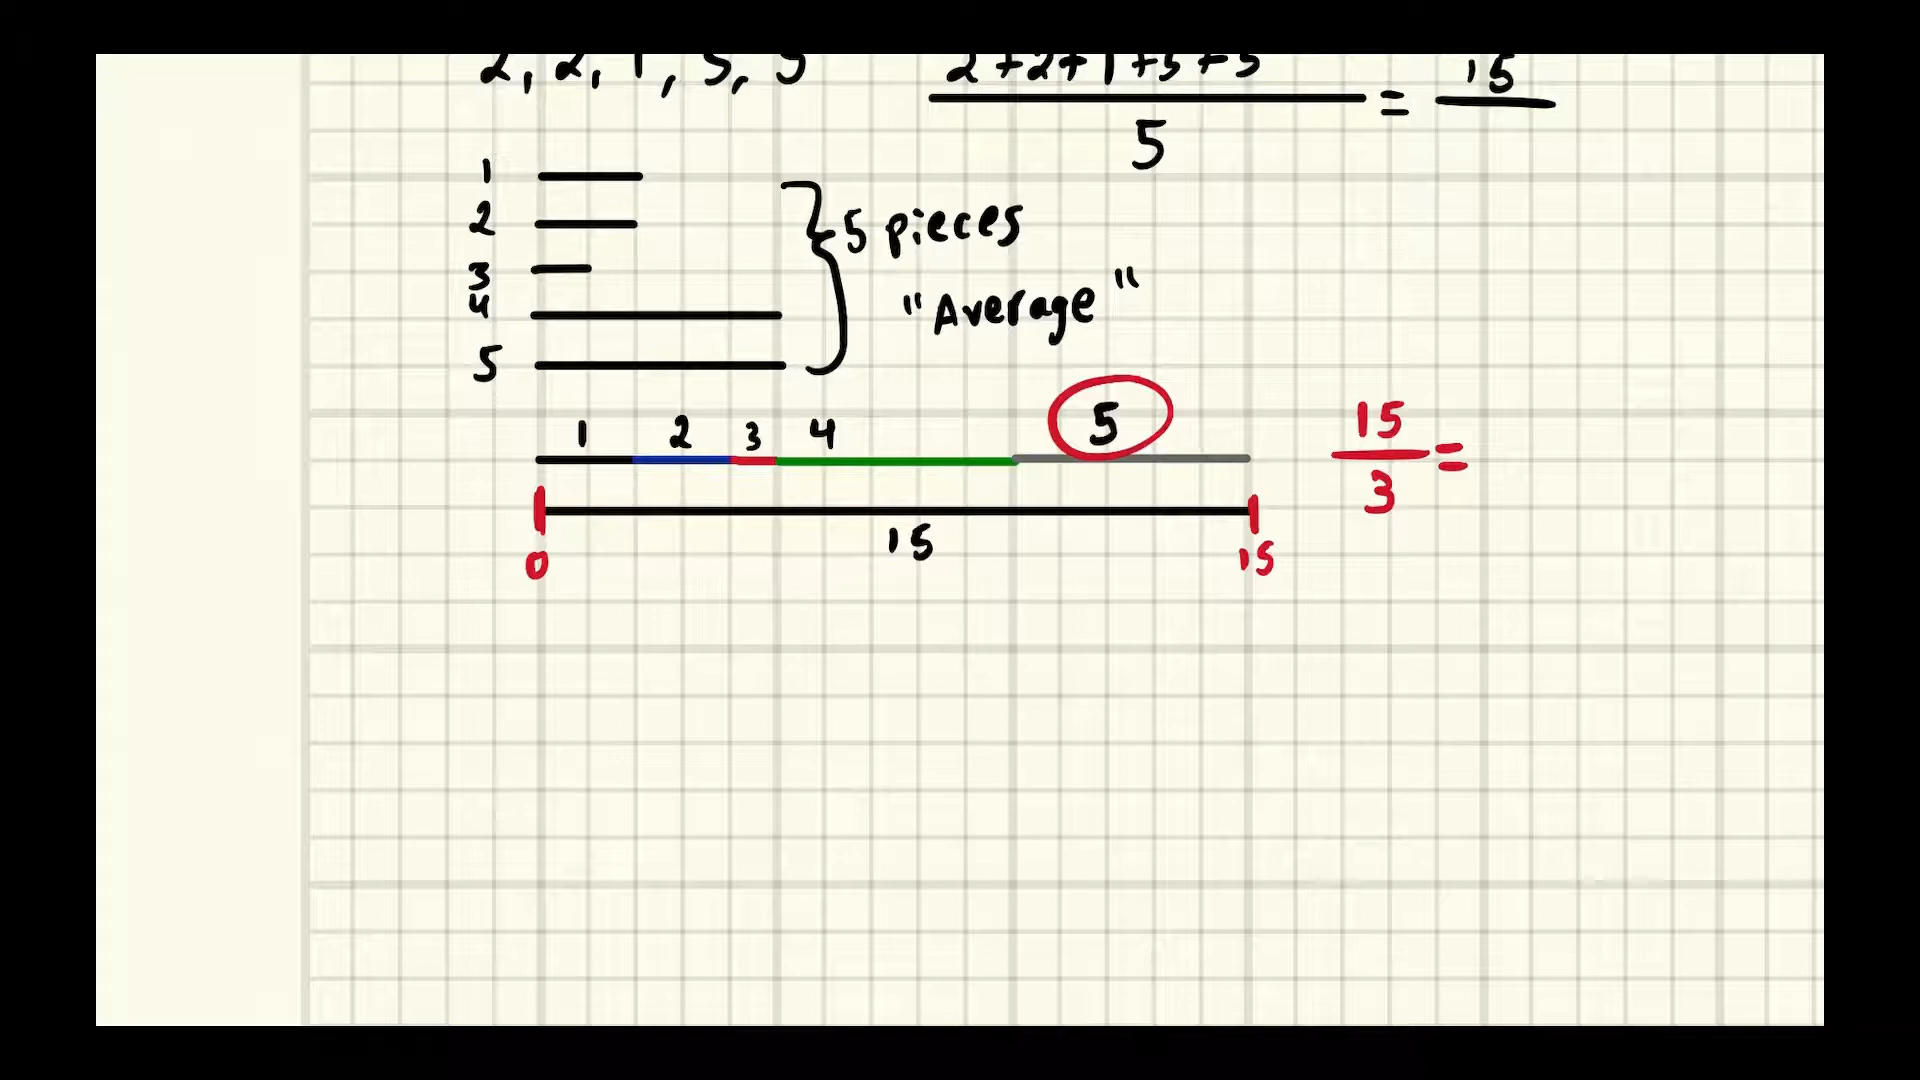 2, 2, 1, 5, 5
2+2+1+5+5 = 15
5
1
2
3
4
5
5 pieces
"Average"
1 2 3 4 5
15
3 =
15
0 15